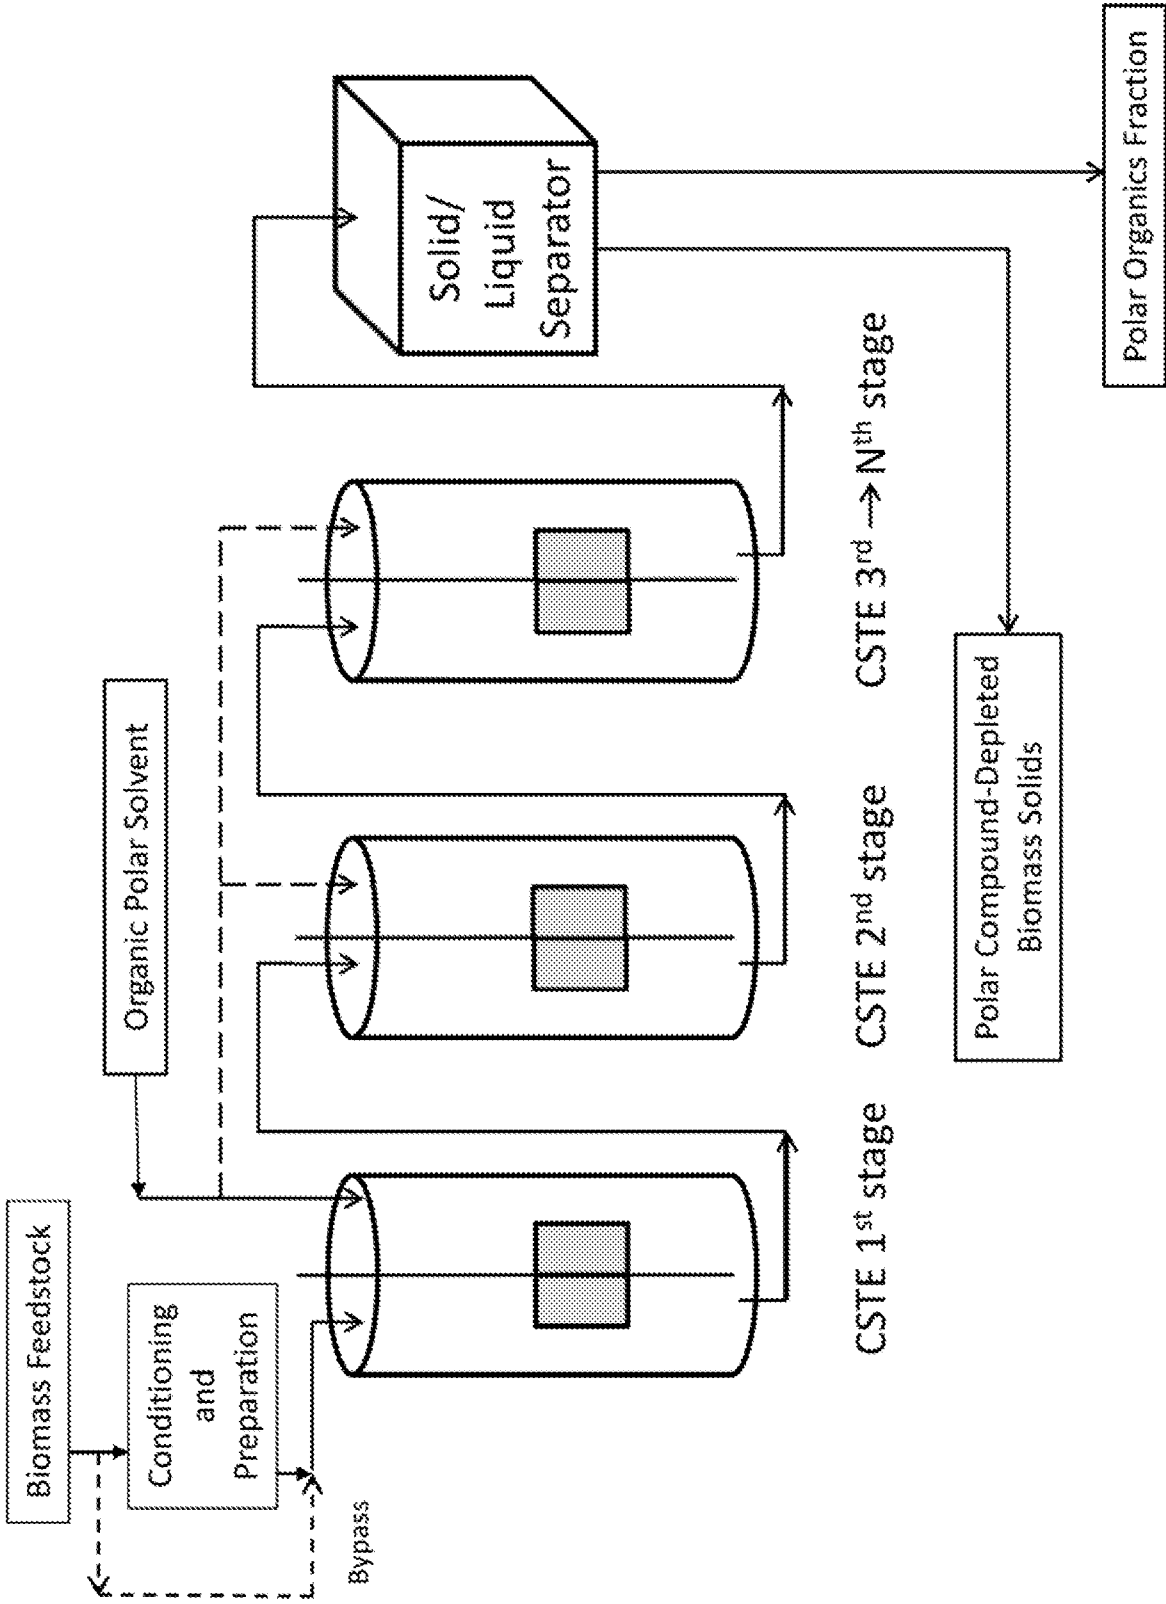 Biomass Feedstock
Conditioning
and
Preparation
Bypass
Organic Polar Solvent
CSTE 1st stage
CSTE 2nd stage
CSTE 3rd → Nth stage
Solid/
Liquid
Separator
Polar Compound-Depleted
Biomass Solids
Polar Organics Fraction